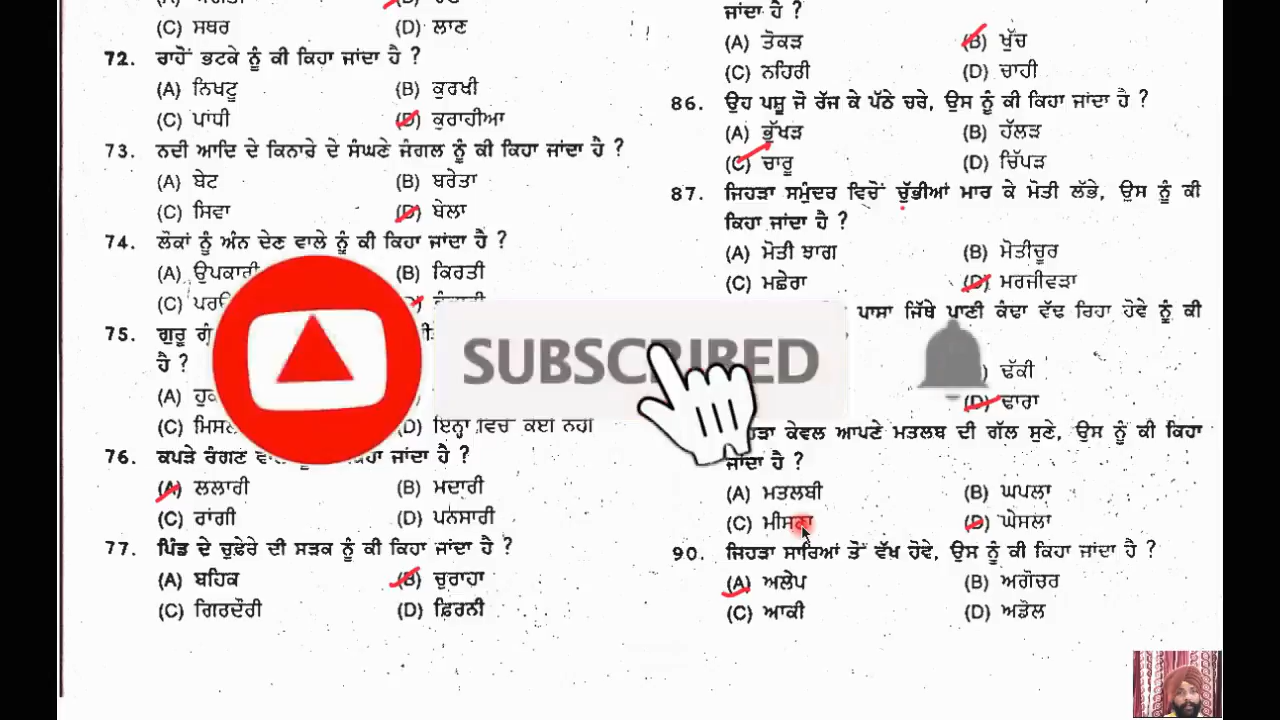 (C) ਸਥਰ (D) ਲਾਣ
72. ਰਾਹੋਂ ਭਟਕੇ ਨੂੰ ਕੀ ਕਿਹਾ ਜਾਂਦਾ ਹੈ ?
(A) ਨਿਖਟੂ (B) ਕੁਰਖੀ
(C) ਪਾਂਧੀ (D) ਕੁਰਾਹੀਆ
73. ਨਦੀ ਆਦਿ ਦੇ ਕਿਨਾਰੇ ਦੇ ਸੰਘਣੇ ਜੰਗਲ ਨੂੰ ਕੀ ਕਿਹਾ ਜਾਂਦਾ ਹੈ ?
(A) ਬੇਟ (B) ਬਰੇਤਾ
(C) ਸਿਵਾ (D) ਬੇਲਾ
74. ਲੋਕਾਂ ਨੂੰ ਅੰਨ ਦੇਣ ਵਾਲੇ ਨੂੰ ਕੀ ਕਿਹਾ ਜਾਂਦਾ ਹੈ ?
(A) ਉਪਕਾਰੀ (B) ਕਿਰਤੀ
(C)
75. ਗੁਰੂ
ਹੈ ?
(A)
(C) (D) ਇਨ੍ਹਾਂ ਵਿਚੋਂ ਕੋਈ ਨਹੀਂ
76. ਕਪੜੇ ਰੰਗਣ ਜਾਂਦਾ ਹੈ ?
(A) ਲਲਾਰੀ (B) ਮਦਾਰੀ
(C) ਰਾਂਗੀ (D) ਪਨਸਾਰੀ
77. ਪਿੰਡ ਦੇ ਚੁਫ਼ੇਰੇ ਦੀ ਸੜਕ ਨੂੰ ਕੀ ਕਿਹਾ ਜਾਂਦਾ ਹੈ ?
(A) ਬਹਿਕ (B) ਚੁਰਾਹਾ
(C) ਗਿਰਦੌਰੀ (D) ਫ਼ਿਰਨੀ
ਜਾਂਦਾ ਹੈ ?
(A) ਤੋਕੜ (B) ਖੁੱਚ
(C) ਨਹਿਰੀ (D) ਚਾਹੀ
86. ਉਹ ਪਸ਼ੂ ਜੋ ਰੱਜ ਕੇ ਪੱਠੇ ਚਰੇ, ਉਸ ਨੂੰ ਕੀ ਕਿਹਾ ਜਾਂਦਾ ਹੈ ?
(A) ਭੁੱਖੜ (B) ਹੱਲੜ
(C) ਚਾਰੂ (D) ਚਿੱਪੜ
87. ਜਿਹੜਾ ਸਮੁੰਦਰ ਵਿਚੋਂ ਚੁੱਭੀਆਂ ਮਾਰ ਕੇ ਮੋਤੀ ਲੱਭੇ, ਉਸ ਨੂੰ ਕੀ
ਕਿਹਾ ਜਾਂਦਾ ਹੈ ?
(A) ਮੋਤੀ ਝਾਗ (B) ਮੋਤੀਚੂਰ
(C) ਮਛੇਰਾ (D) ਮਰਜੀਵੜਾ
ਪਾਸਾ ਜਿੱਥੇ ਪਾਣੀ ਕੰਢਾ ਵੱਢ ਰਿਹਾ ਹੋਵੇ ਨੂੰ ਕੀ
ਢੱਕੀ
(D) ਢਾਰਾ
ਕੇਵਲ ਆਪਣੇ ਮਤਲਬ ਦੀ ਗੱਲ ਸੁਣੇ, ਉਸ ਨੂੰ ਕੀ ਕਿਹਾ
ਜਾਂਦਾ ਹੈ ?
(A) ਮਤਲਬੀ (B) ਘਪਲਾ
(C) ਮੀਸਣਾ (D) ਘੇਸਲਾ
90. ਜਿਹੜਾ ਸਾਰਿਆਂ ਤੋਂ ਵੱਖ ਹੋਵੇ, ਉਸ ਨੂੰ ਕੀ ਕਿਹਾ ਜਾਂਦਾ ਹੈ ?
(A) ਅਲੇਪ (B) ਅਗੋਚਰ
(C) ਆਕੀ (D) ਅਡੋਲ
SUBSCRIBED